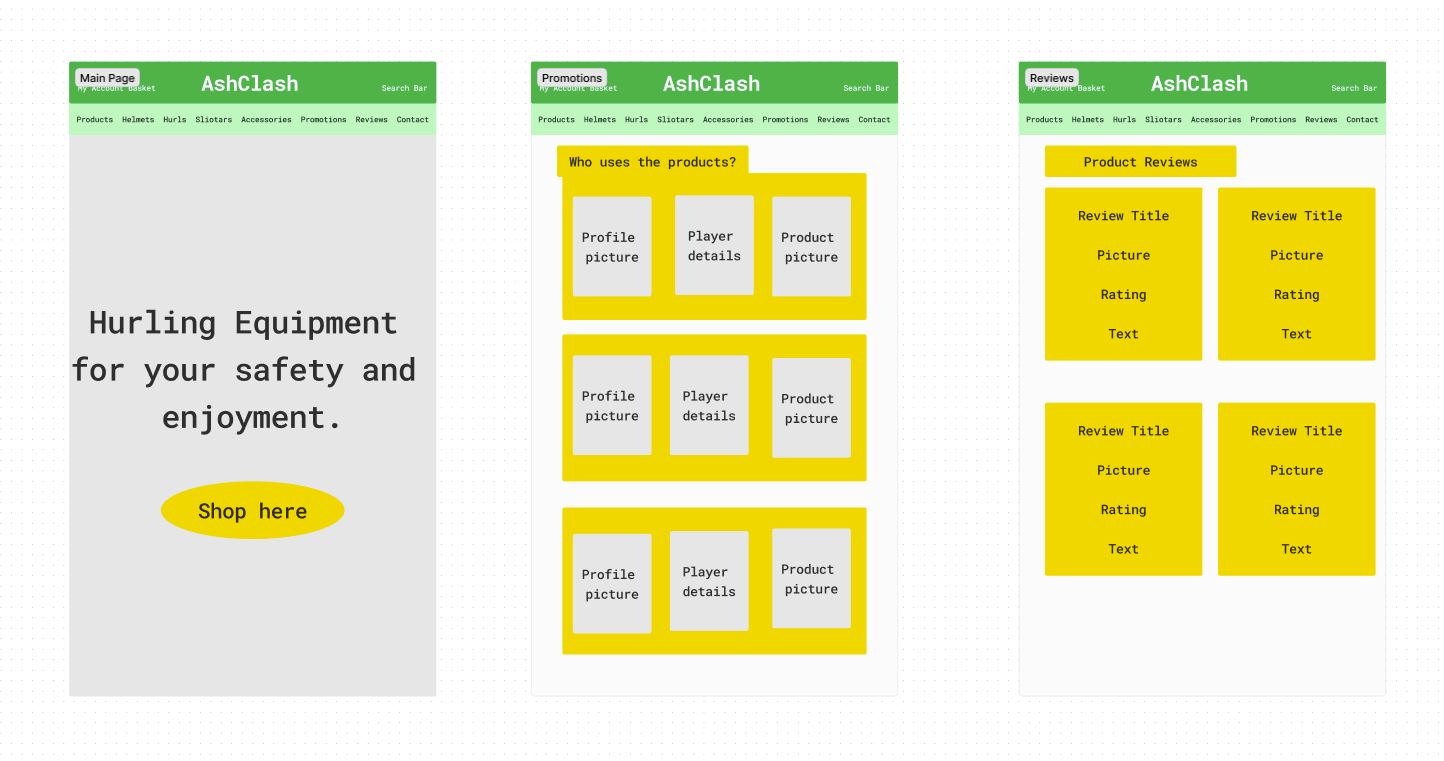 Main Page
AshClash
My Account Basket
Search Bar
Products Helmets Hurls Sliotars Accessories Promotions Reviews Contact
Hurling Equipment
for your safety and
enjoyment.
Shop here
Promotions
AshClash
My Account Basket
Search Bar
Products Helmets Hurls Sliotars Accessories Promotions Reviews Contact
Who uses the products?
Profile
picture
Player
details
Product
picture
Profile
picture
Player
details
Product
picture
Profile
picture
Player
details
Product
picture
Reviews
AshClash
My Account Basket
Search Bar
Products Helmets Hurls Sliotars Accessories Promotions Reviews Contact
Product Reviews
Review Title
Picture
Rating
Text
Review Title
Picture
Rating
Text
Review Title
Picture
Rating
Text
Review Title
Picture
Rating
Text